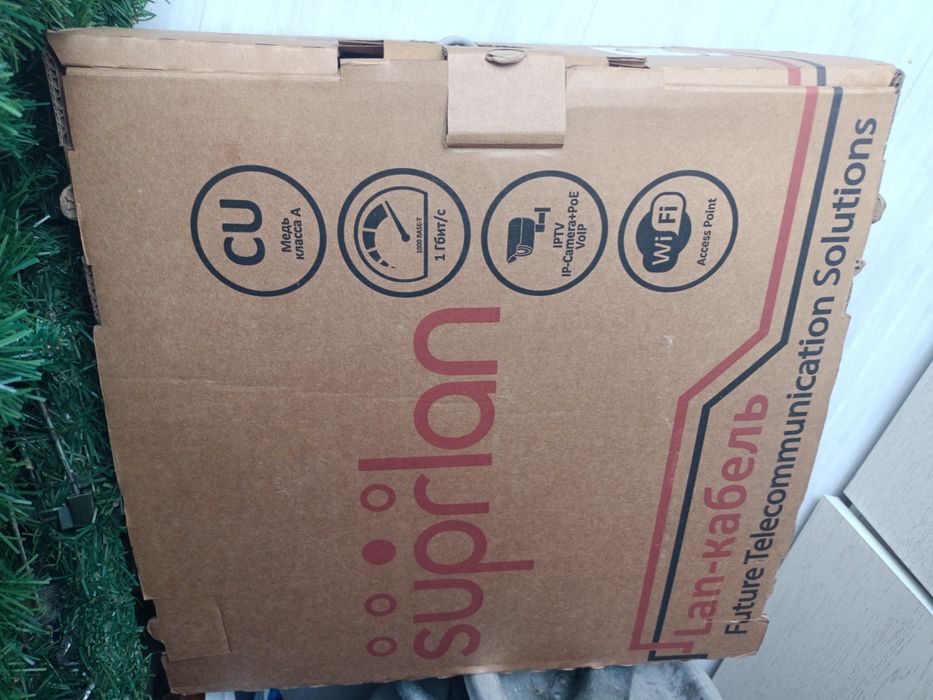 CU
Медь
класса А
1000 BASE-T
1 Гбит/с
IPTV
IP-Camera+PoE
VoIP
Wi Fi
Access Point
suprlan
Lan-кабель
Future Telecommunication Solutions